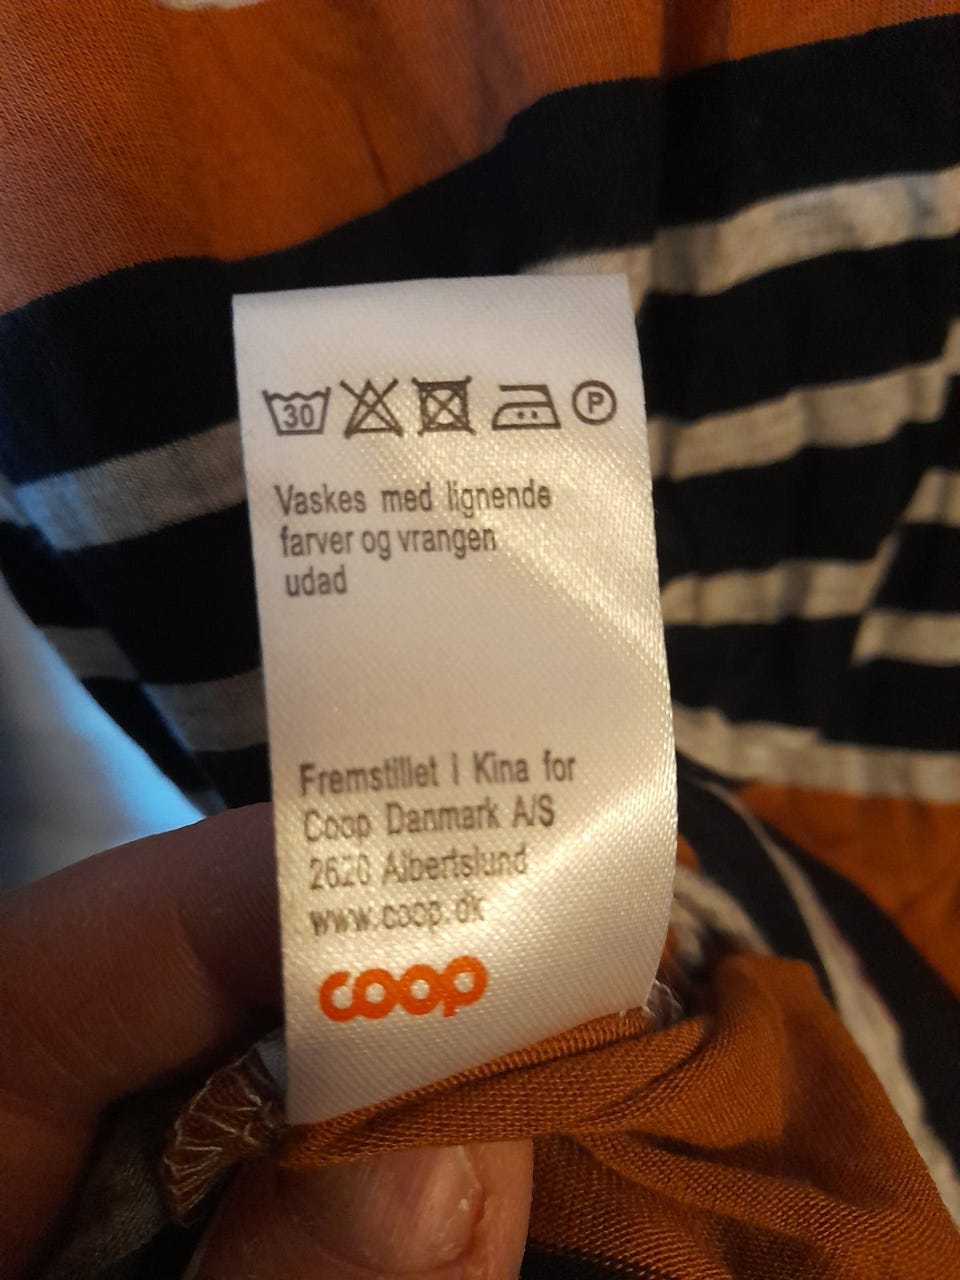 30 P
Vaskes med lignende
farver og vrangen
udad
Fremstillet i Kina for
Coop Danmark A/S
2620 Albertslund
www.coop.dk
coop